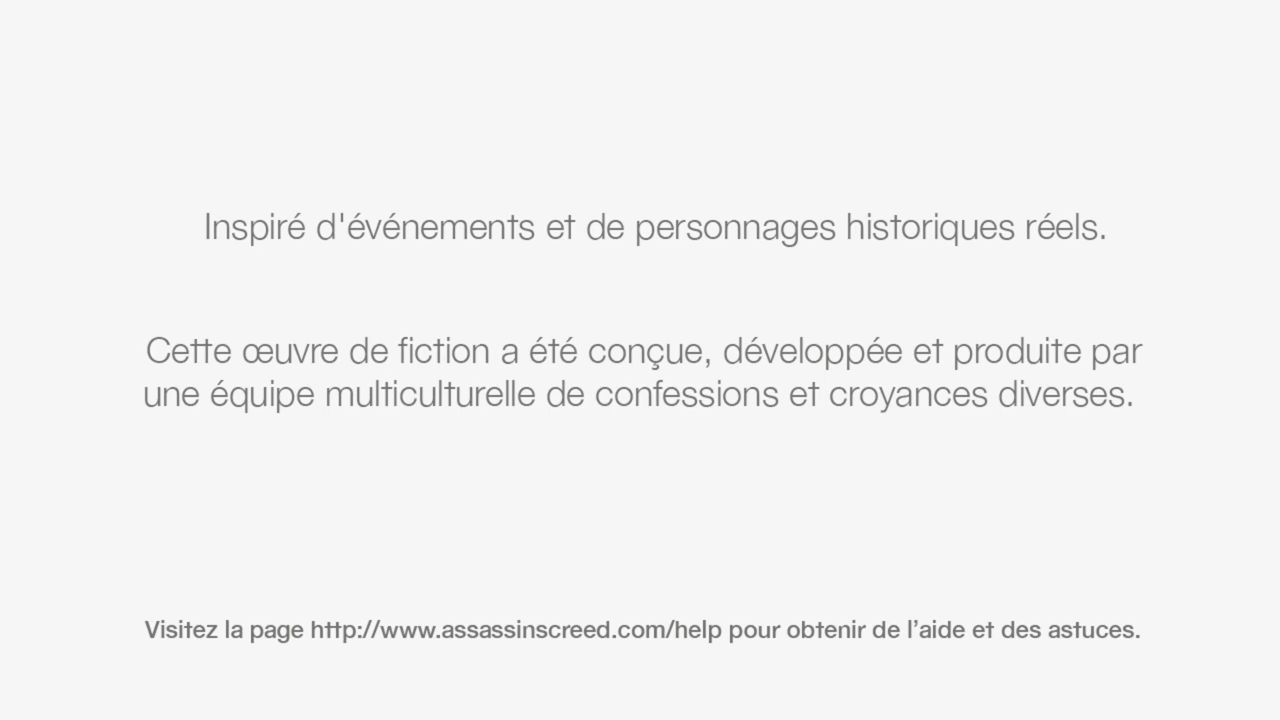 Inspiré d'événements et de personnages historiques réels.
Cette œuvre de fiction a été conçue, développée et produite par
une équipe multiculturelle de confessions et croyances diverses.
Visitez la page http://www.assassinscreed.com/help pour obtenir de l’aide et des astuces.